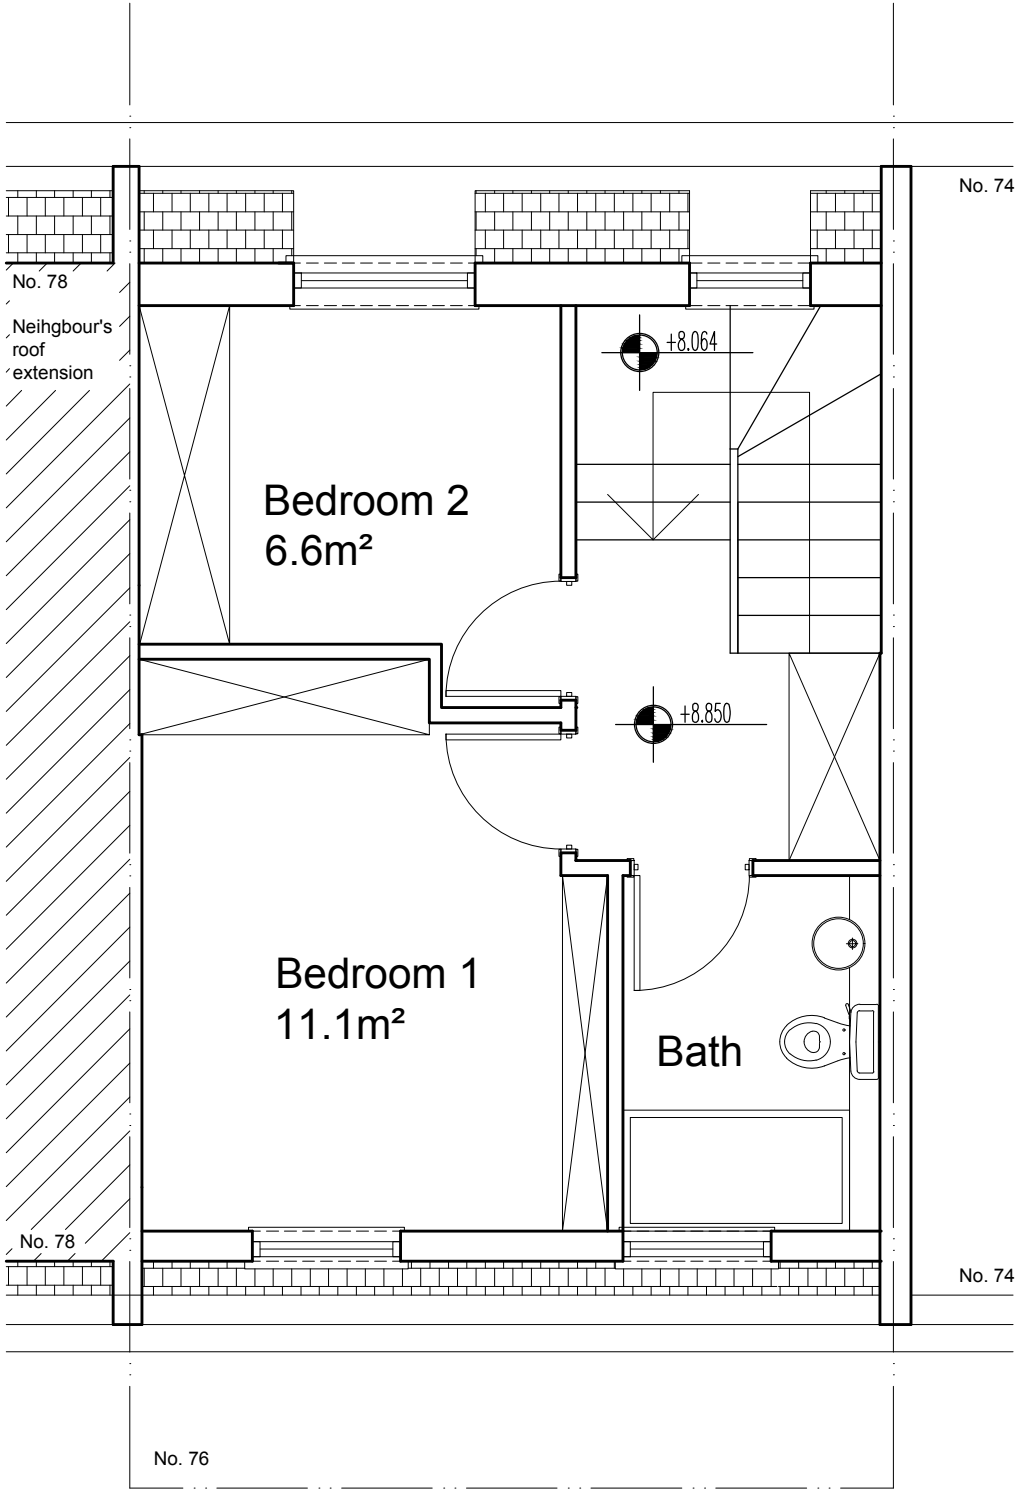 No. 74
No. 78
Neihgbour's
roof
extension
+8.064
Bedroom 2
6.6m²
+8.850
Bedroom 1
11.1m²
Bath
No. 78
No. 74
No. 76